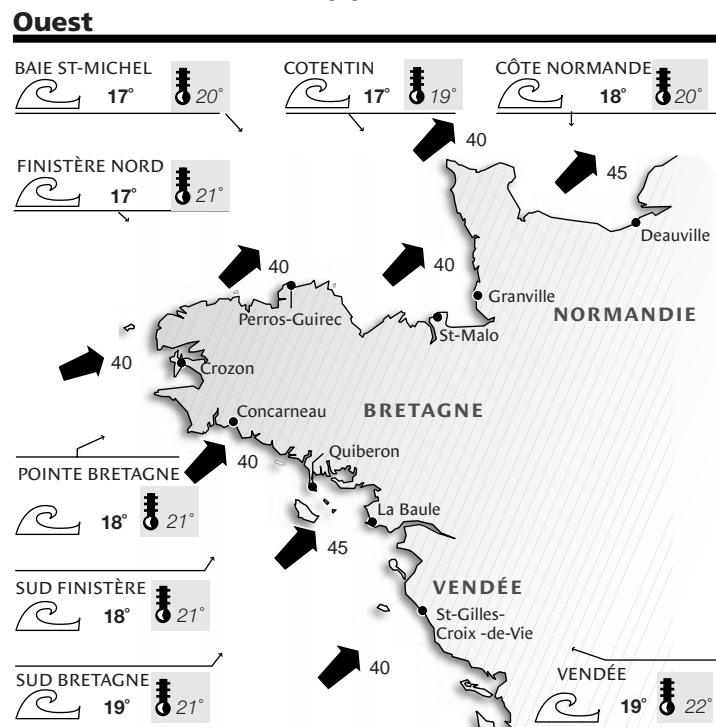 Ouest
BAIE ST-MICHEL
17° 20°
COTENTIN
17° 19°
CÔTE NORMANDE
18° 20°
40
45
FINISTÈRE NORD
17° 21°
Deauville
40
40
Granville
NORMANDIE
Perros-Guirec
St-Malo
40
Crozon
BRETAGNE
Concarneau
40
Quiberon
POINTE BRETAGNE
18° 21°
La Baule
45
SUD FINISTÈRE
18° 21°
VENDÉE
St-Gilles-
Croix -de-Vie
40
SUD BRETAGNE
19° 21°
VENDÉE
19° 22°